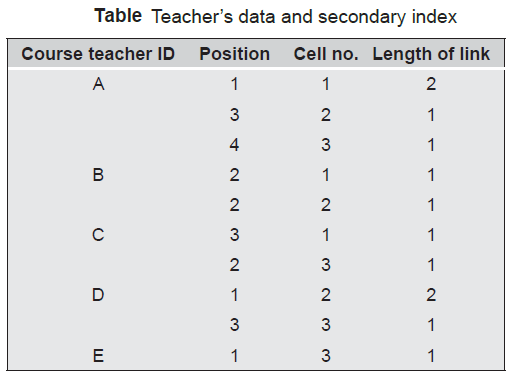 Table Teacher's data and secondary index
Course teacher ID Position Cell no. Length of link
A 1 1 2
3 2 1
4 3 1
B 2 1 1
2 2 1
C 3 1 1
2 3 1
D 1 2 2
3 3 1
E 1 3 1